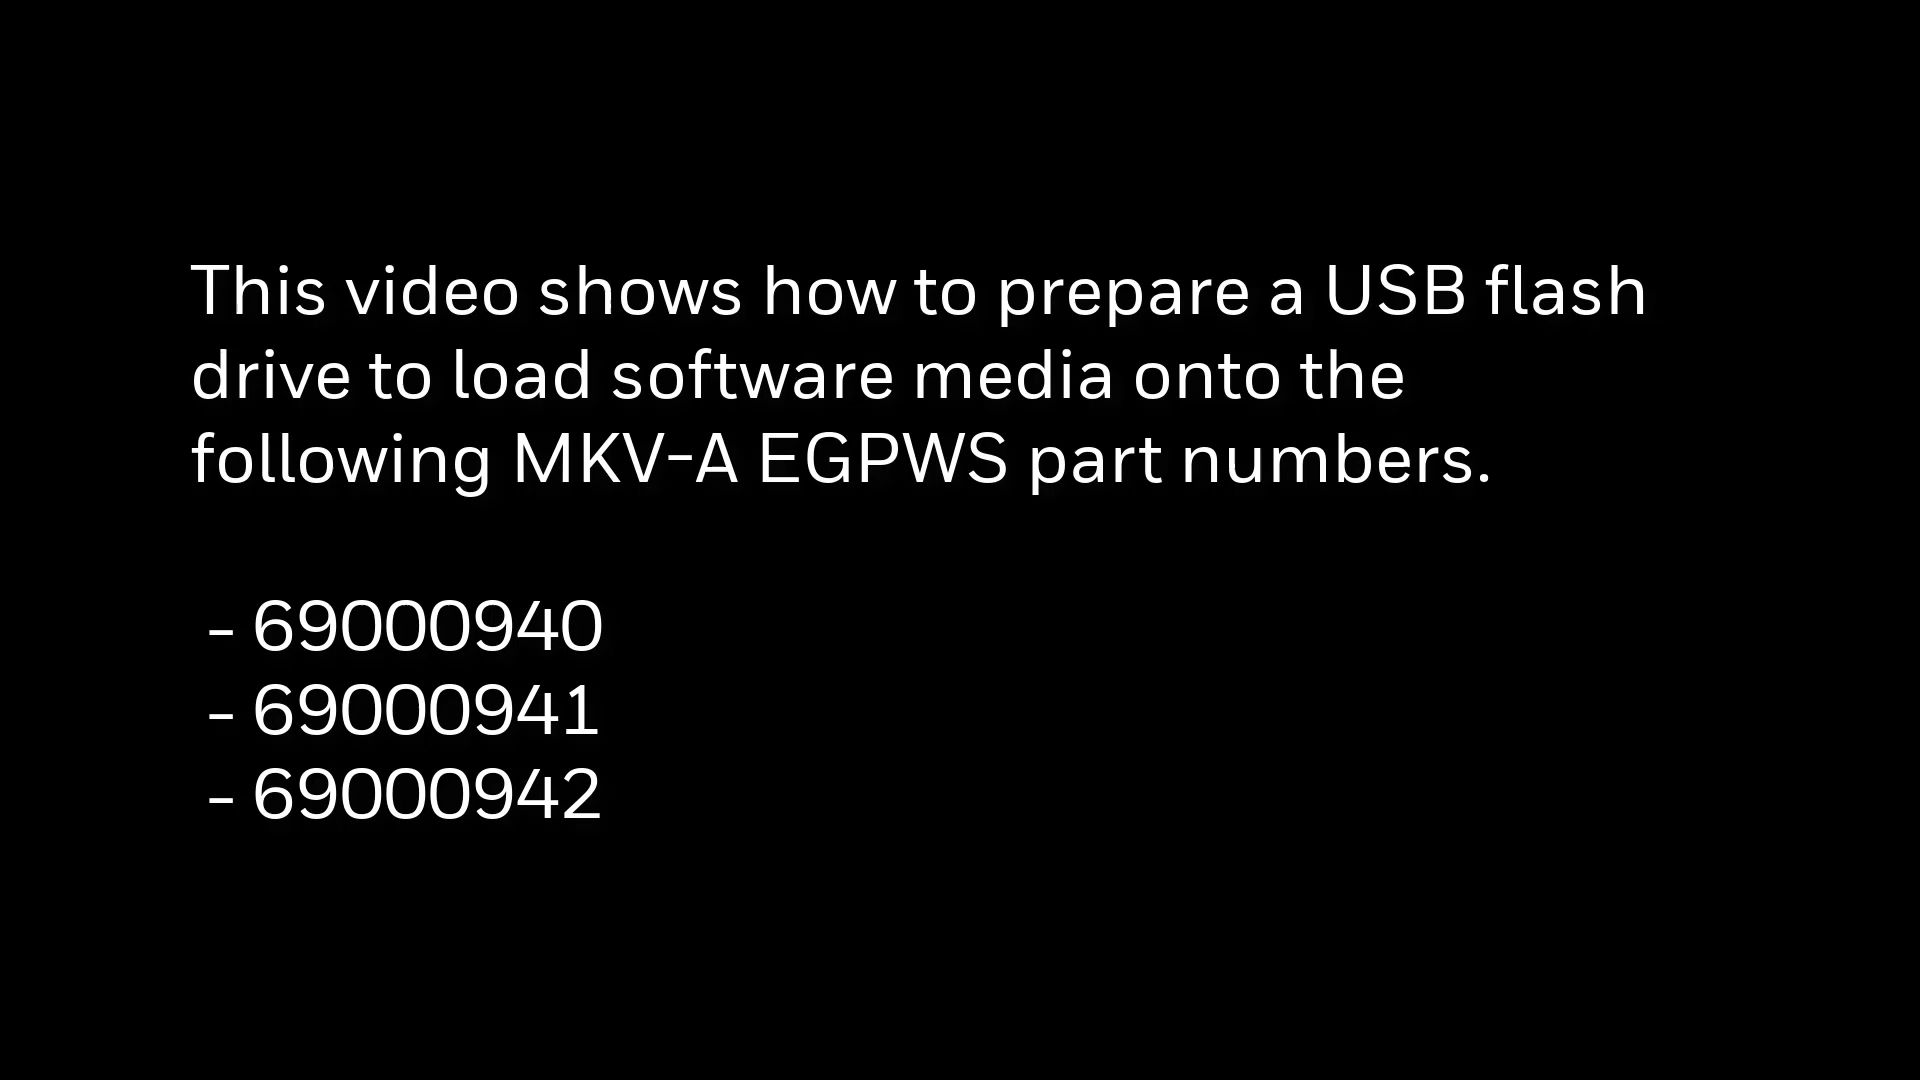 This video shows how to prepare a USB flash
drive to load software media onto the
following MKV-A EGPWS part numbers.
- 69000940
- 69000941
- 69000942